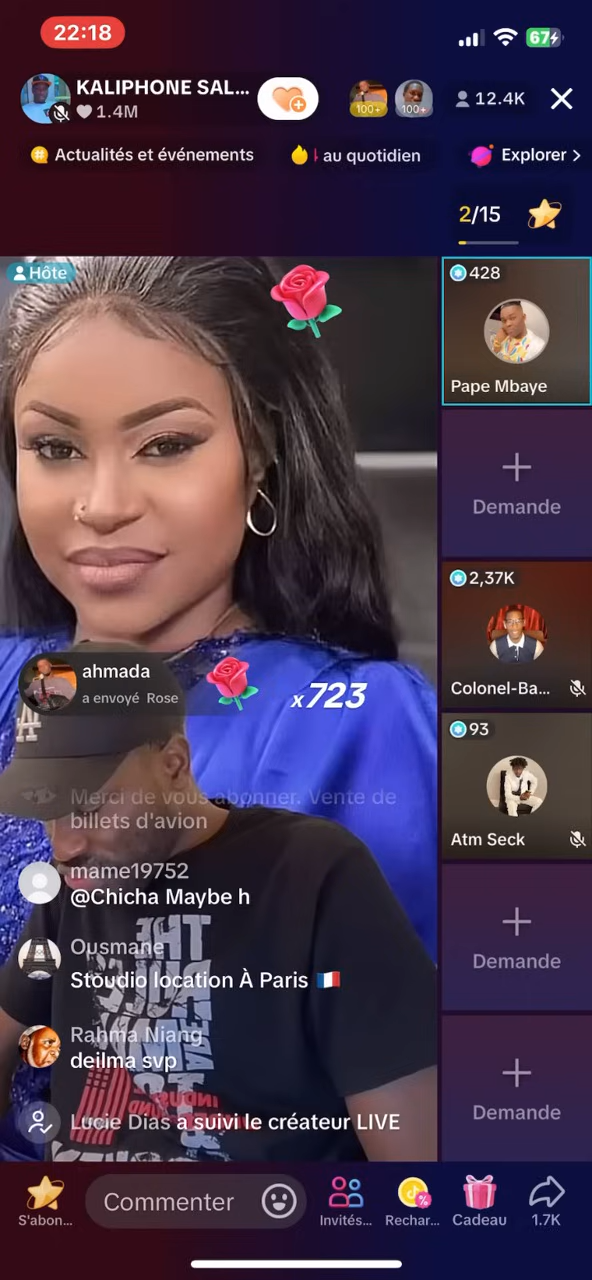 22:18
67
KALIPHONE SAL...
1.4M
100+
100+
12.4K
Actualités et événements
au quotidien
Explorer >
2/15
Hôte
428
Pape Mbaye
Demande
2,37K
Colonel-Ba...
93
Atm Seck
Demande
Demande
ahmada
a envoyé Rose
x723
LA
Merci de vous abonner. Vente de
billets d'avion
mame19752
@Chicha Maybe h
Ousmane
Stoudio location À Paris 🇫🇷
Rahma Niang
deilma svp
Lucie Dias a suivi le créateur LIVE
S'abon...
Commenter
Invités...
Rechar...
Cadeau
1.7K